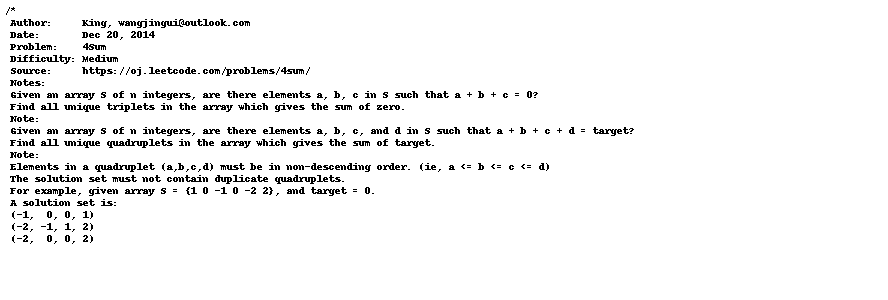 /*
Author:     King, wangjingui@outlook.com
Date:       Dec 20, 2014
Problem:    4Sum
Difficulty: Medium
Source:     https://oj.leetcode.com/problems/4sum/
Notes:
Given an array S of n integers, are there elements a, b, c in S such that a + b + c = 0?
Find all unique triplets in the array which gives the sum of zero.
Note:
Given an array S of n integers, are there elements a, b, c, and d in S such that a + b + c + d = target?
Find all unique quadruplets in the array which gives the sum of target.
Note:
Elements in a quadruplet (a,b,c,d) must be in non-descending order. (ie, a <= b <= c <= d)
The solution set must not contain duplicate quadruplets.
For example, given array S = {1 0 -1 0 -2 2}, and target = 0.
A solution set is:
(-1,  0, 0, 1)
(-2, -1, 1, 2)
(-2,  0, 0, 2)